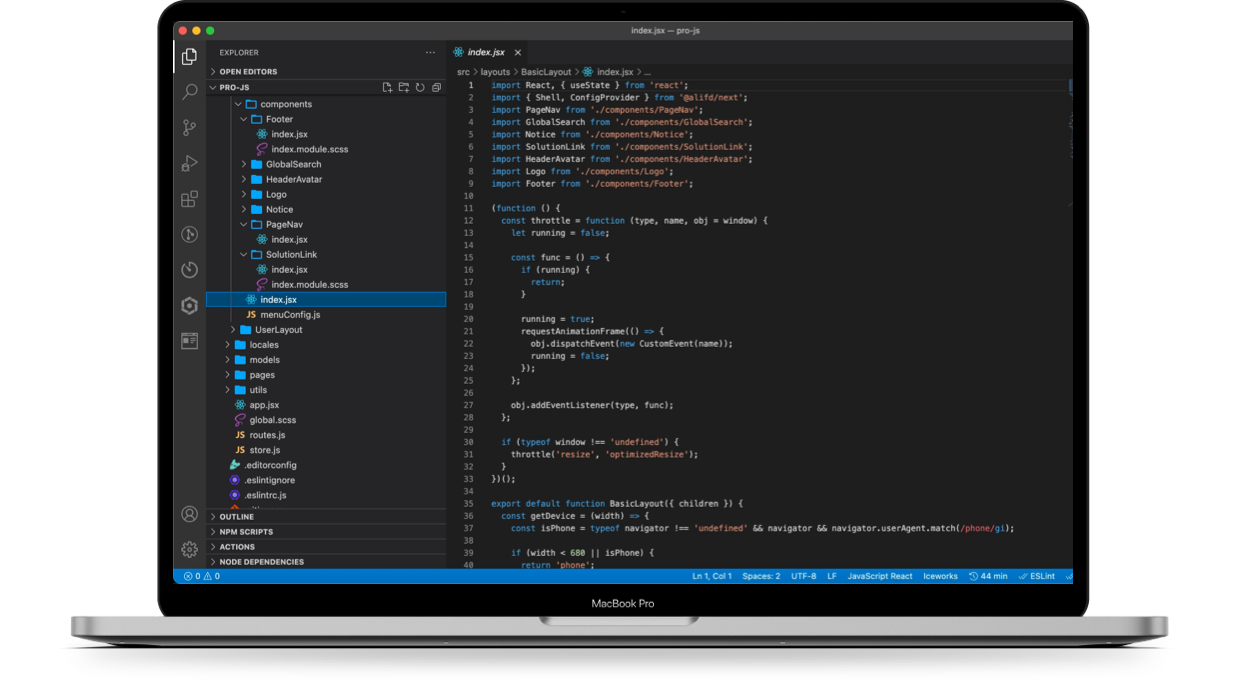 index.jsx — pro-js
EXPLORER
OPEN EDITORS
PRO-JS
components
Footer
index.jsx
index.module.scss
GlobalSearch
HeaderAvatar
Logo
Notice
PageNav
index.jsx
SolutionLink
index.jsx
index.module.scss
index.jsx
JS menuConfig.js
UserLayout
locales
models
pages
utils
app.jsx
global.scss
JS routes.js
JS store.js
.editorconfig
.eslintignore
.eslintrc.js
OUTLINE
NPM SCRIPTS
ACTIONS
NODE DEPENDENCIES
index.jsx
src > layouts > BasicLayout > index.jsx > ...
1 import React, { useState } from 'react';
2 import { Shell, ConfigProvider } from '@alifd/next';
3 import PageNav from './components/PageNav';
4 import GlobalSearch from './components/GlobalSearch';
5 import Notice from './components/Notice';
6 import SolutionLink from './components/SolutionLink';
7 import HeaderAvatar from './components/HeaderAvatar';
8 import Logo from './components/Logo';
9 import Footer from './components/Footer';
10
11 (function () {
12 const throttle = function (type, name, obj = window) {
13 let running = false;
14
15 const func = () => {
16 if (running) {
17 return;
18 }
19
20 running = true;
21 requestAnimationFrame(() => {
22 obj.dispatchEvent(new CustomEvent(name));
23 running = false;
24 });
25 };
26
27 obj.addEventListener(type, func);
28 };
29
30 if (typeof window !== 'undefined') {
31 throttle('resize', 'optimizedResize');
32 }
33 })();
34
35 export default function BasicLayout({ children }) {
36 const getDevice = (width) => {
37 const isPhone = typeof navigator !== 'undefined' && navigator && navigator.userAgent.match(/phone/gi);
38
39 if (width < 680 || isPhone) {
40 return 'phone';
0 0
Ln 1, Col 1 Spaces: 2 UTF-8 LF JavaScript React Iceworks 44 min ESLint
MacBook Pro